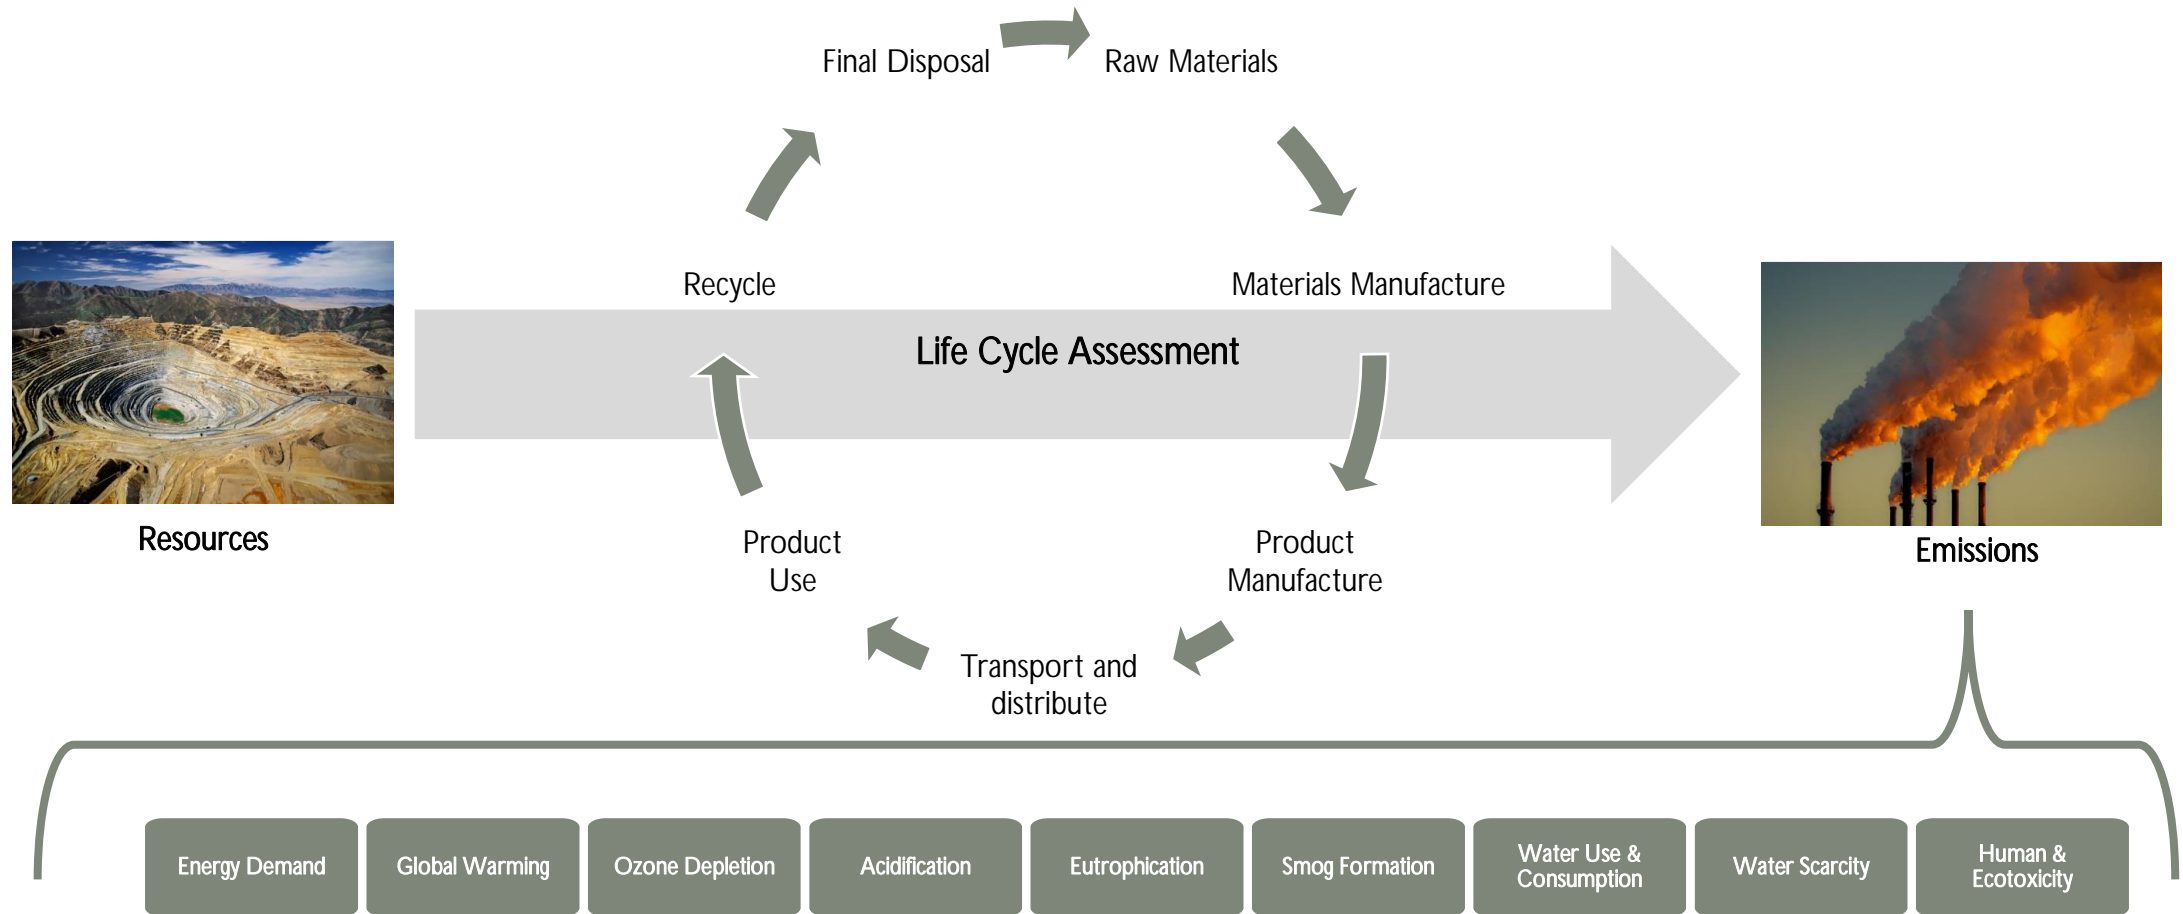 Final Disposal
Raw Materials
Recycle
Materials Manufacture
Life Cycle Assessment
Resources
Emissions
Product
Use
Product
Manufacture
Transport and
distribute
Energy Demand
Global Warming
Ozone Depletion
Acidification
Eutrophication
Smog Formation
Water Use &
Consumption
Water Scarcity
Human &
Ecotoxicity